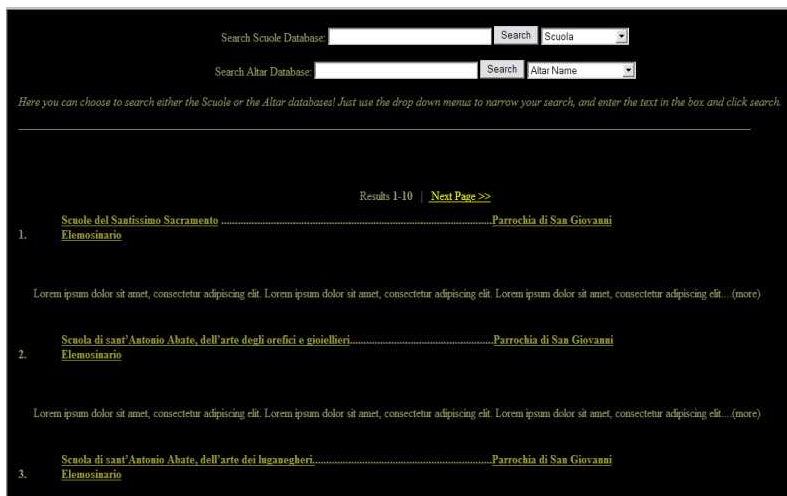 Search Scuole Database: Search Scuola
Search Altar Database: Search Altar Name
Here you can choose to search either the Scuole or the Altar databases! Just use the drop down menus to narrow your search, and enter the text in the box and click search.
Results 1-10 | Next Page >>
Scuole del Santissimo Sacramento ....................................................................................................Parrochia di San Giovanni
1. Elemosinario
Lorem ipsum dolor sit amet, consectetur adipiscing elit. Lorem ipsum dolor sit amet, consectetur adipiscing elit. Lorem ipsum dolor sit amet, consectetur adipiscing elit....(more)
Scuola di sant'Antonio Abate, dell'arte degli orefici e gioiellieri.....................................................Parrochia di San Giovanni
2. Elemosinario
Lorem ipsum dolor sit amet, consectetur adipiscing elit. Lorem ipsum dolor sit amet, consectetur adipiscing elit. Lorem ipsum dolor sit amet, consectetur adipiscing elit....(more)
Scuola di sant'Antonio Abate, dell'arte dei luganegheri..................................................................Parrochia di San Giovanni
3. Elemosinario